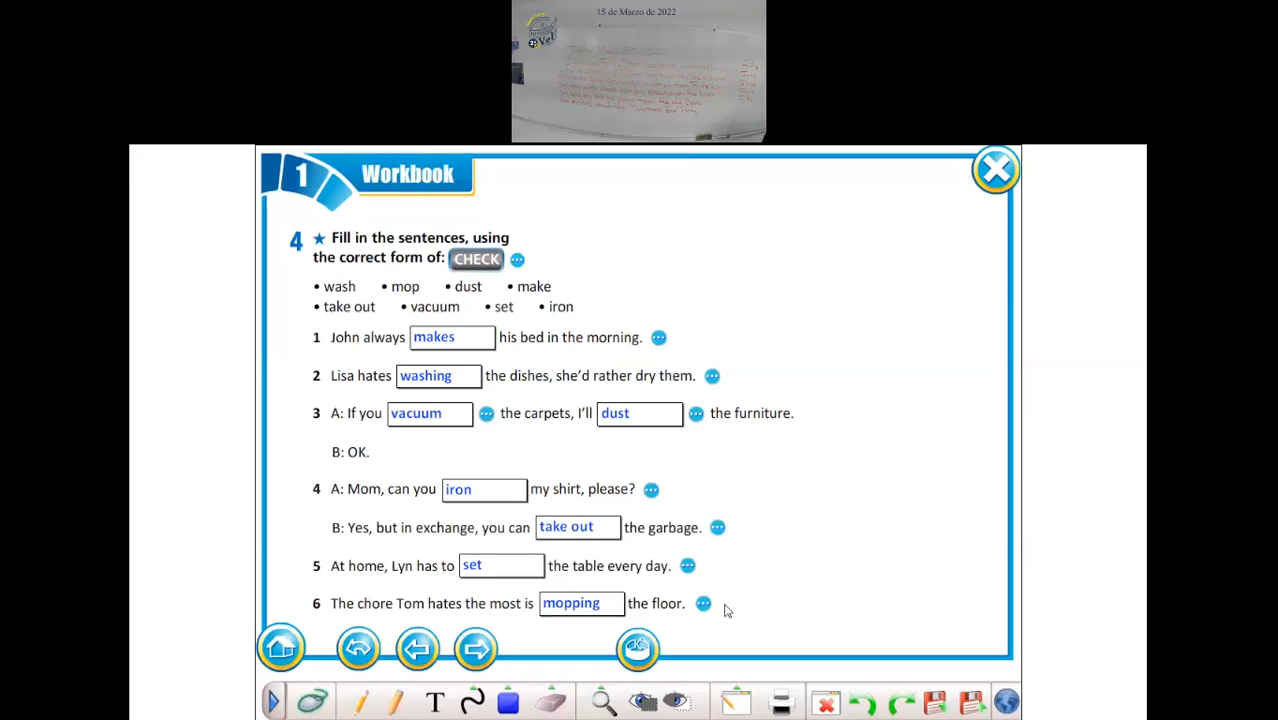 15 de Marzo de 2022
1 Workbook
4 ★ Fill in the sentences, using
the correct form of: CHECK
• wash • mop • dust • make
• take out • vacuum • set • iron
1 John always makes his bed in the morning.
2 Lisa hates washing the dishes, she'd rather dry them.
3 A: If you vacuum the carpets, I'll dust the furniture.
B: OK.
4 A: Mom, can you iron my shirt, please?
B: Yes, but in exchange, you can take out the garbage.
5 At home, Lyn has to set the table every day.
6 The chore Tom hates the most is mopping the floor.
T